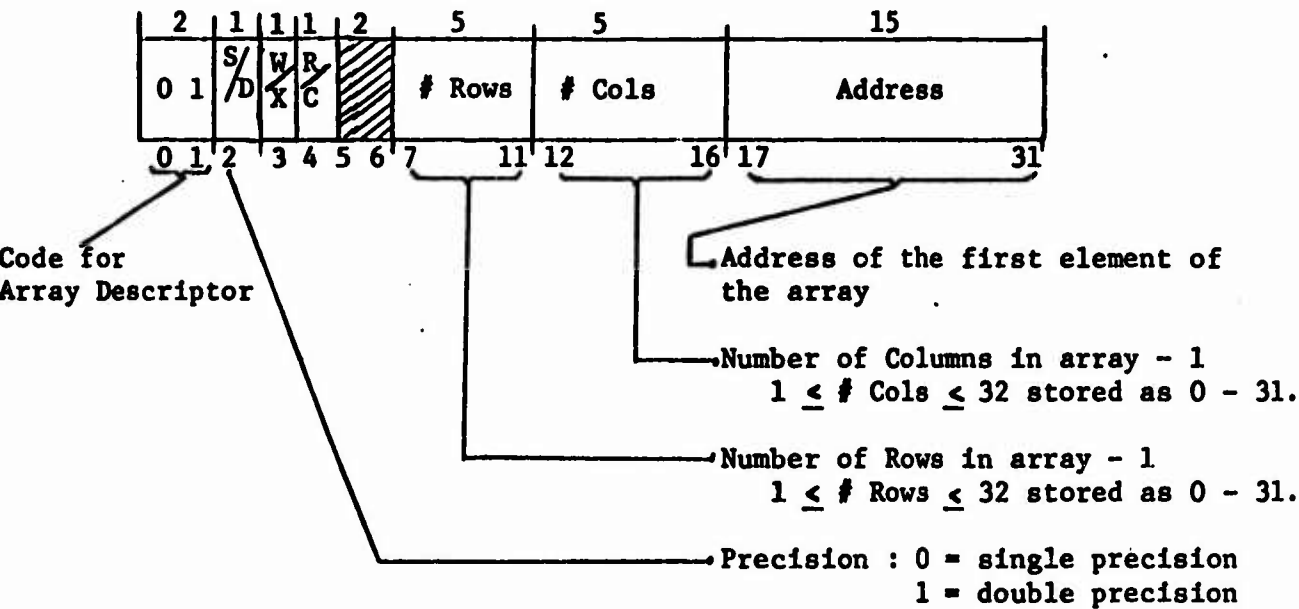 2 1 1 1 2 5 5 15
0 1 S/D W/X R/C # Rows # Cols Address
0 1 2 3 4 5 6 7 11 12 16 17 31
Code for
Array Descriptor
Address of the first element of
the array
Number of Columns in array - 1
1 ≤ # Cols ≤ 32 stored as 0 - 31.
Number of Rows in array - 1
1 ≤ # Rows ≤ 32 stored as 0 - 31.
Precision : 0 = single precision
1 = double precision